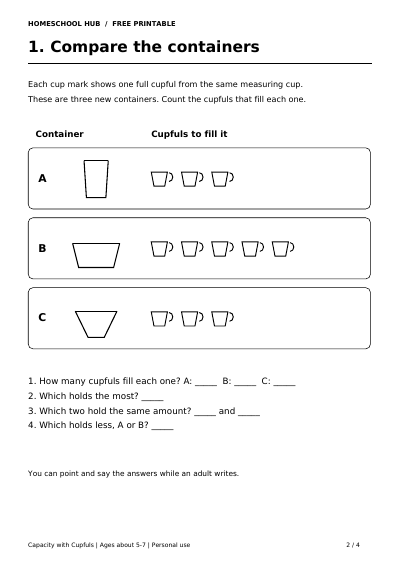 HOMESCHOOL HUB / FREE PRINTABLE
1. Compare the containers
Each cup mark shows one full cupful from the same measuring cup.
These are three new containers. Count the cupfuls that fill each one.
Container Cupfuls to fill it
A
B
C
1. How many cupfuls fill each one? A: _____ B: _____ C: _____
2. Which holds the most? _____
3. Which two hold the same amount? _____ and _____
4. Which holds less, A or B? _____
You can point and say the answers while an adult writes.
Capacity with Cupfuls | Ages about 5-7 | Personal use 2 / 4